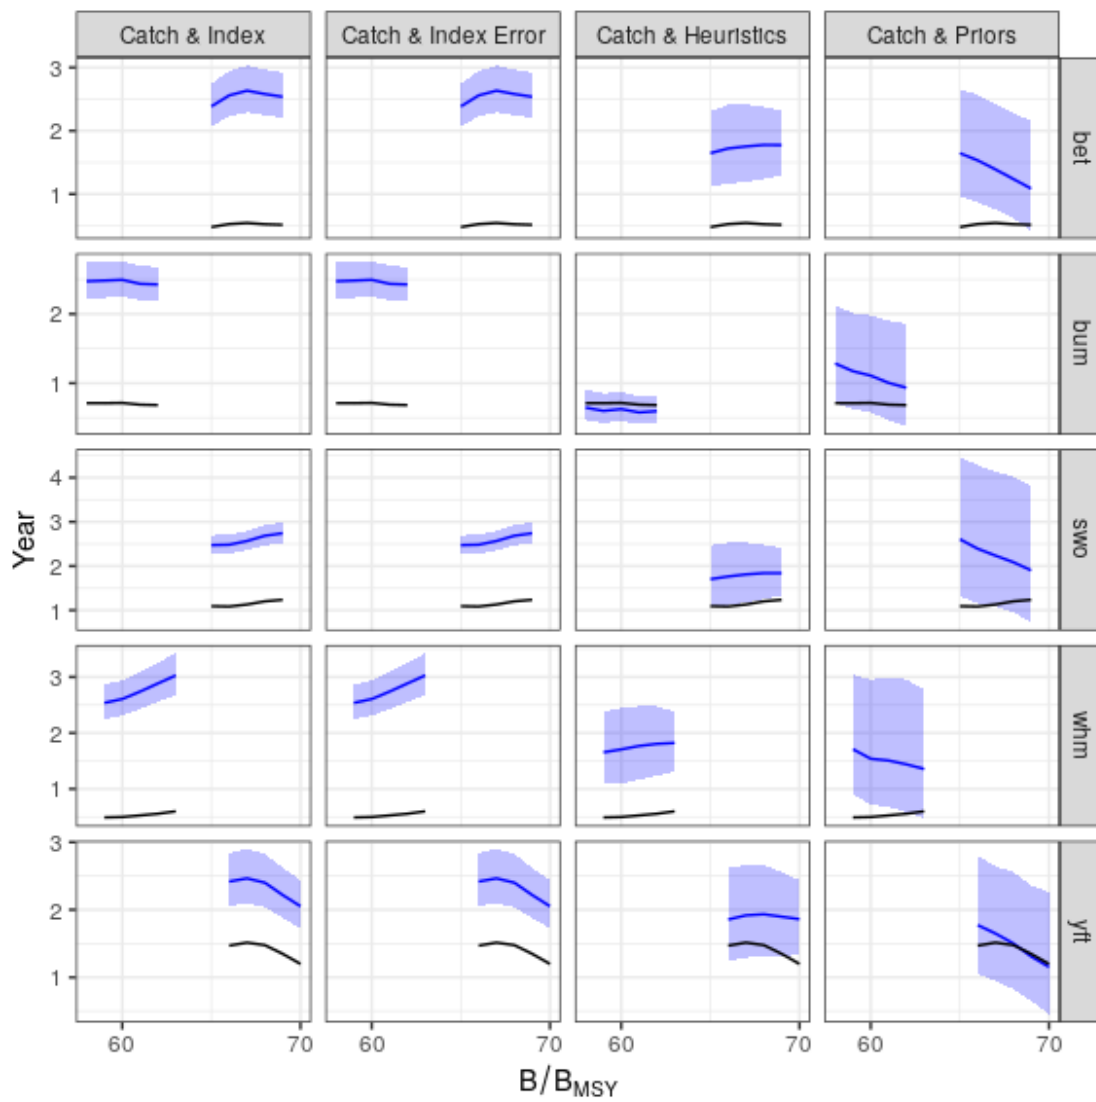 Catch & Index Catch & Index Error Catch & Heuristics Catch & Priors
3
2
1
bet
2
1
bum
4
3
2
1
swo
3
2
1
whm
3
2
1
yft
Year
60 70 60 70 60 70 60 70
B/BMSY